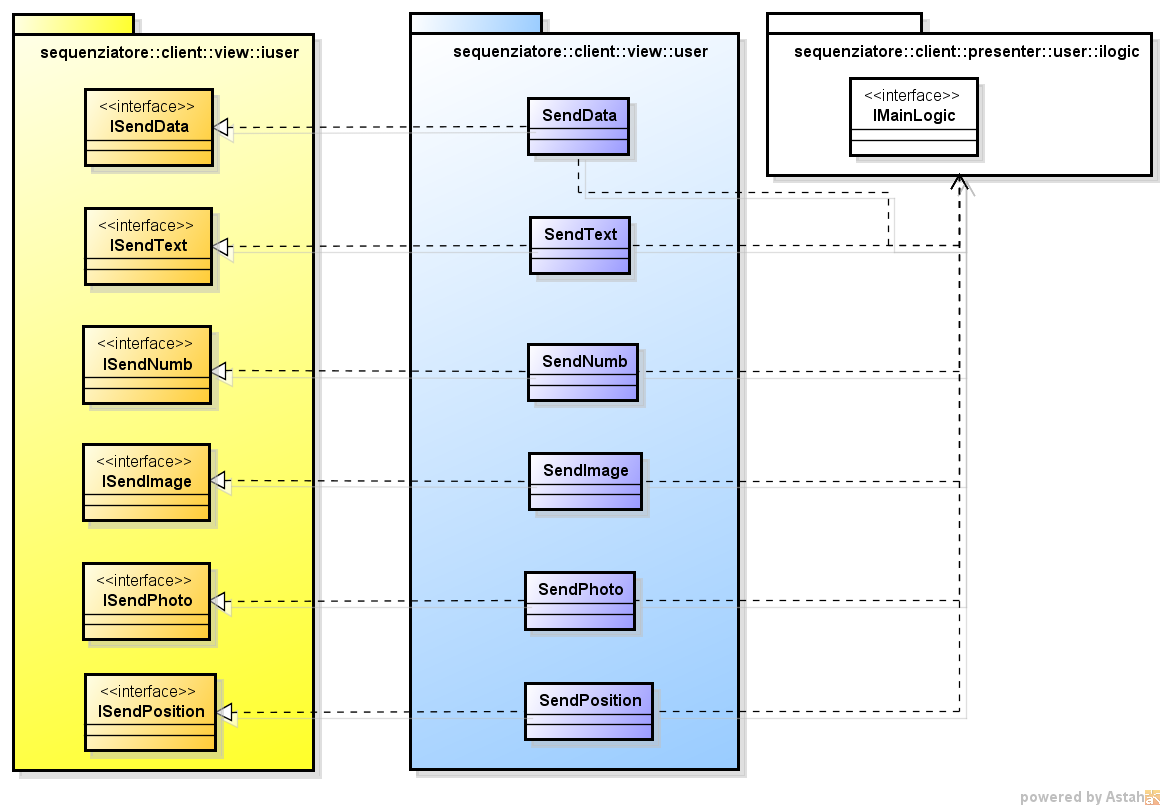 sequenziatore::client::view::iuser
<<interface>>
ISendData
<<interface>>
ISendText
<<interface>>
ISendNumb
<<interface>>
ISendImage
<<interface>>
ISendPhoto
<<interface>>
ISendPosition
sequenziatore::client::view::user
SendData
SendText
SendNumb
SendImage
SendPhoto
SendPosition
sequenziatore::client::presenter::user::ilogic
<<interface>>
IMainLogic
powered by Astah